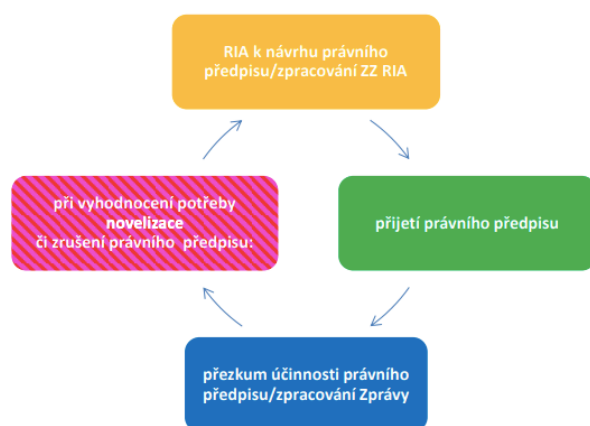 RIA k návrhu právního
předpisu/zpracování ZZ RIA
přijetí právního předpisu
přezkum účinnosti právního
předpisu/zpracování Zprávy
při vyhodnocení potřeby
novelizace
či zrušení právního předpisu: